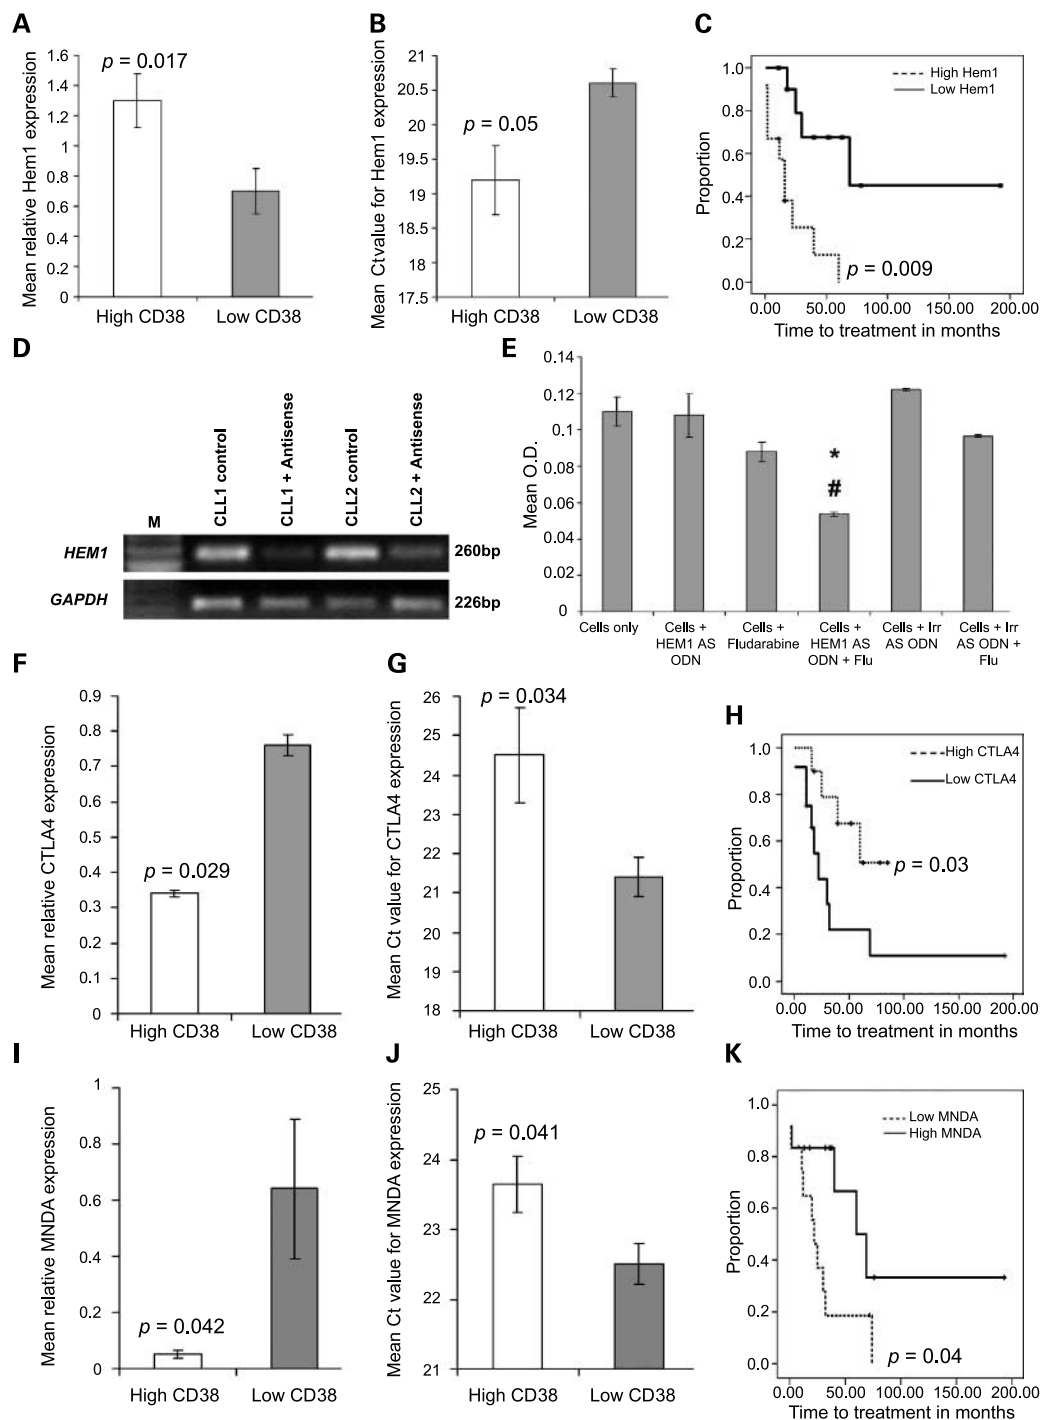 A
Mean relative Hem1 expression
1.6
1.4
1.2
1
0.8
0.6
0.4
0.2
0
p = 0.017
High CD38
Low CD38
B
Mean Ctvalue for Hem1 expression
21
20.5
20
19.5
19
18.5
18
17.5
p = 0.05
High CD38
Low CD38
C
Proportion
1.0
0.8
0.6
0.4
0.2
0.0
High Hem1
Low Hem1
p = 0.009
0.00
50.00
100.00
150.00
200.00
Time to treatment in months
D
M
CLL1 control
CLL1 + Antisense
CLL2 control
CLL2 + Antisense
HEM1
260bp
GAPDH
226bp
E
Mean O.D.
0.14
0.12
0.1
0.08
0.06
0.04
0.02
0
*
#
Cells only
Cells +
HEM1 AS
ODN
Cells +
Fludarabine
Cells +
HEM1 AS
ODN + Flu
Cells + Irr
AS ODN
Cells + Irr
AS ODN +
Flu
F
Mean relative CTLA4 expression
0.9
0.8
0.7
0.6
0.5
0.4
0.3
0.2
0.1
0
p = 0.029
High CD38
Low CD38
G
Mean Ct value for CTLA4 expression
26
25
24
23
22
21
20
19
18
p = 0.034
High CD38
Low CD38
H
Proportion
1.0
0.8
0.6
0.4
0.2
0.0
High CTLA4
Low CTLA4
p = 0.03
0.00
50.00
100.00
150.00
200.00
Time to treatment in months
I
Mean relative MNDA expression
1
0.8
0.6
0.4
0.2
0
p = 0.042
High CD38
Low CD38
J
Mean Ct value for MNDA expression
25
24
23
22
21
p = 0.041
High CD38
Low CD38
K
Proportion
1.0
0.8
0.6
0.4
0.2
0.0
Low MNDA
High MNDA
p = 0.04
0.00
50.00
100.00
150.00
200.00
Time to treatment in months